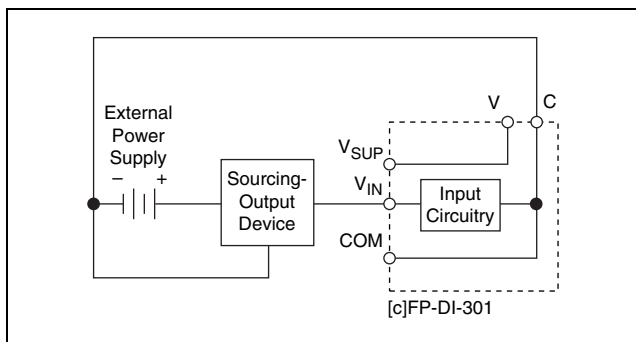 External
Power
Supply
– +
Sourcing-
Output
Device
V C
VSUP
VIN
Input
Circuitry
COM
[c]FP-DI-301